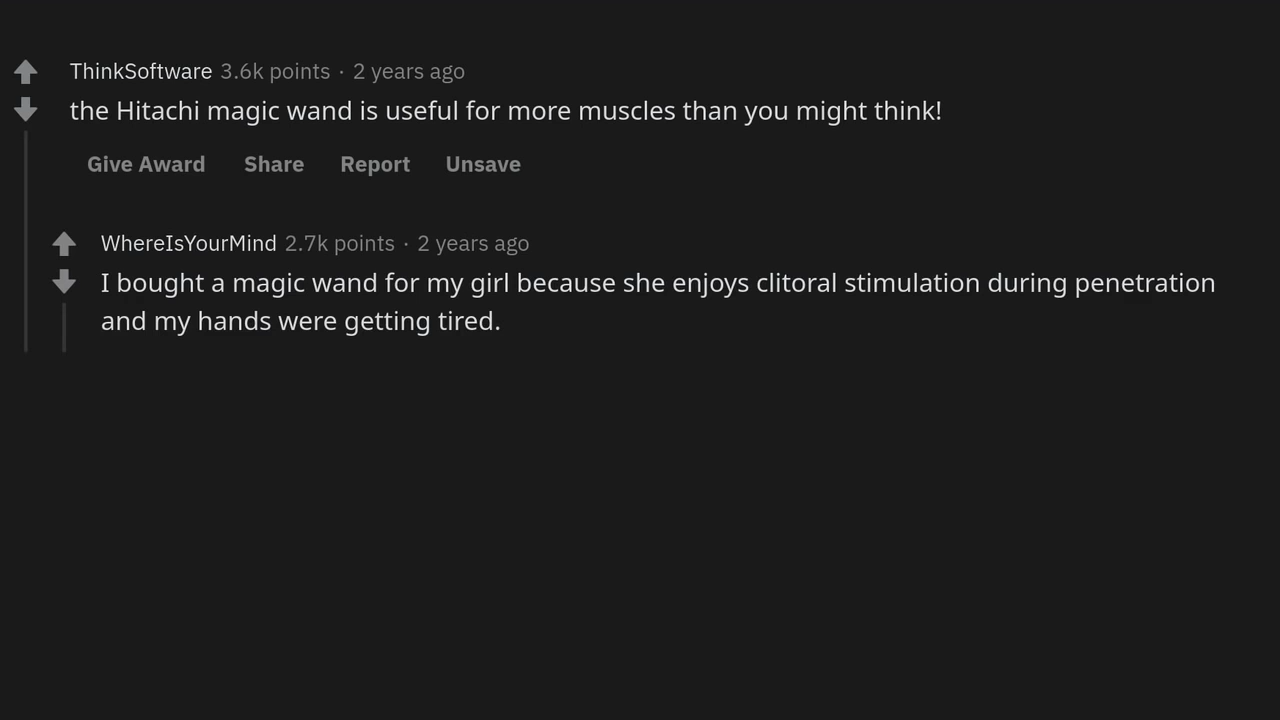 ThinkSoftware 3.6k points · 2 years ago
the Hitachi magic wand is useful for more muscles than you might think!
Give Award Share Report Unsave
WhereIsYourMind 2.7k points · 2 years ago
I bought a magic wand for my girl because she enjoys clitoral stimulation during penetration
and my hands were getting tired.